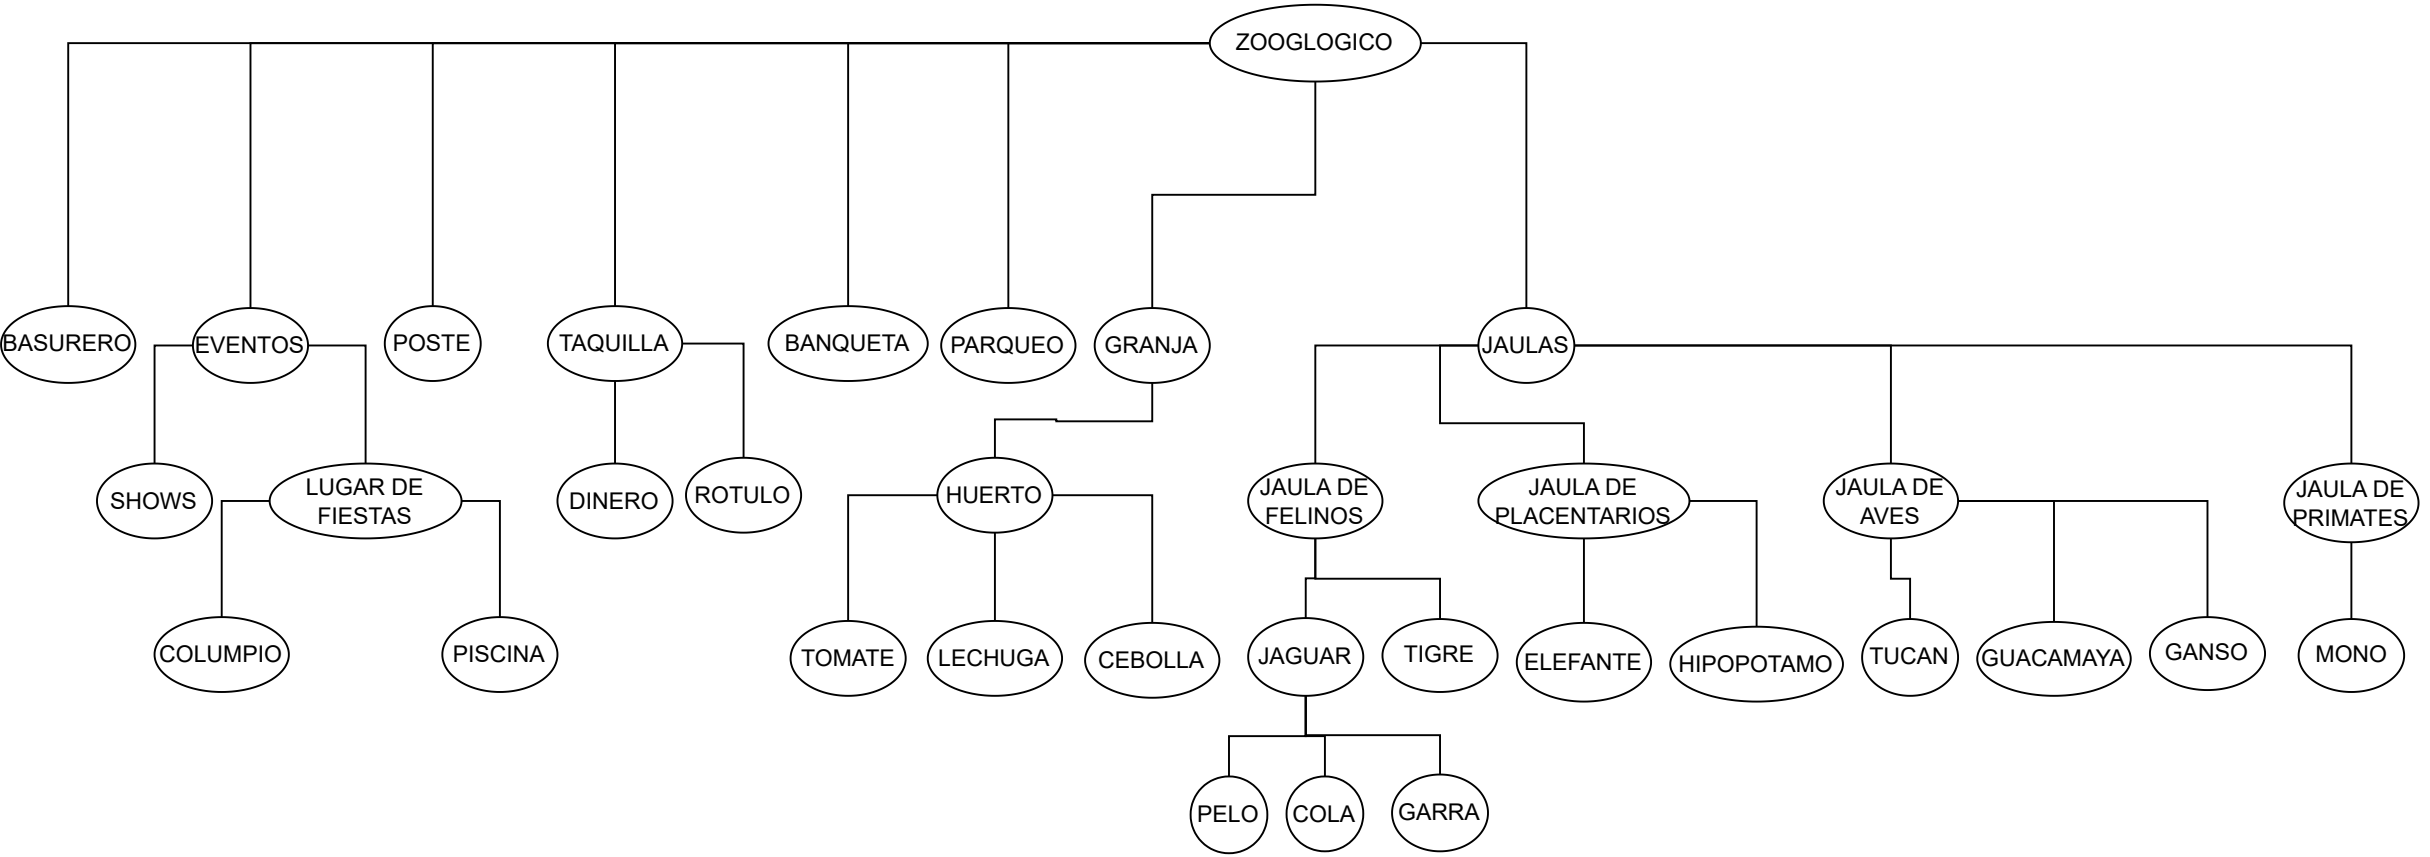 ZOOGLOGICO
BASURERO
EVENTOS
POSTE
TAQUILLA
BANQUETA
PARQUEO
GRANJA
JAULAS
SHOWS
LUGAR DE
FIESTAS
DINERO
ROTULO
HUERTO
JAULA DE
FELINOS
JAULA DE
PLACENTARIOS
JAULA DE
AVES
JAULA DE
PRIMATES
COLUMPIO
PISCINA
TOMATE
LECHUGA
CEBOLLA
JAGUAR
TIGRE
ELEFANTE
HIPOPOTAMO
TUCAN
GUACAMAYA
GANSO
MONO
PELO
COLA
GARRA